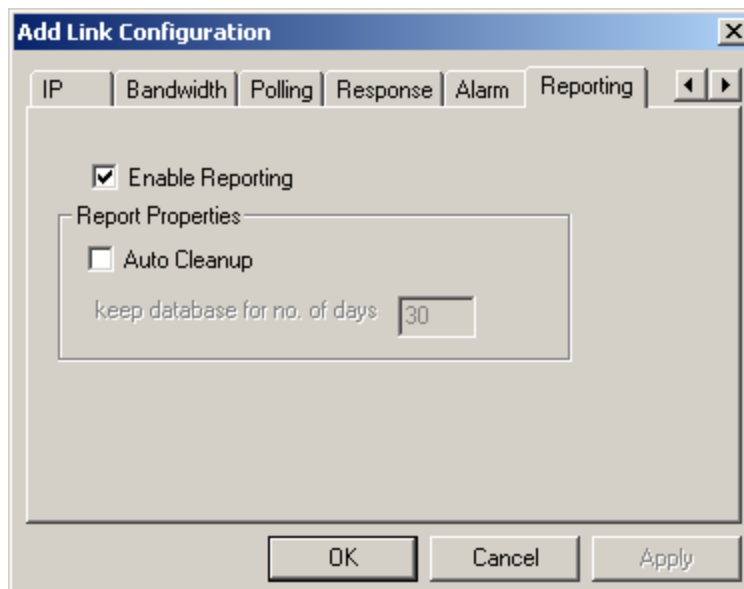 Add Link Configuration
IP Bandwidth Polling Response Alarm Reporting
Enable Reporting
Report Properties
Auto Cleanup
keep database for no. of days 30
OK Cancel Apply